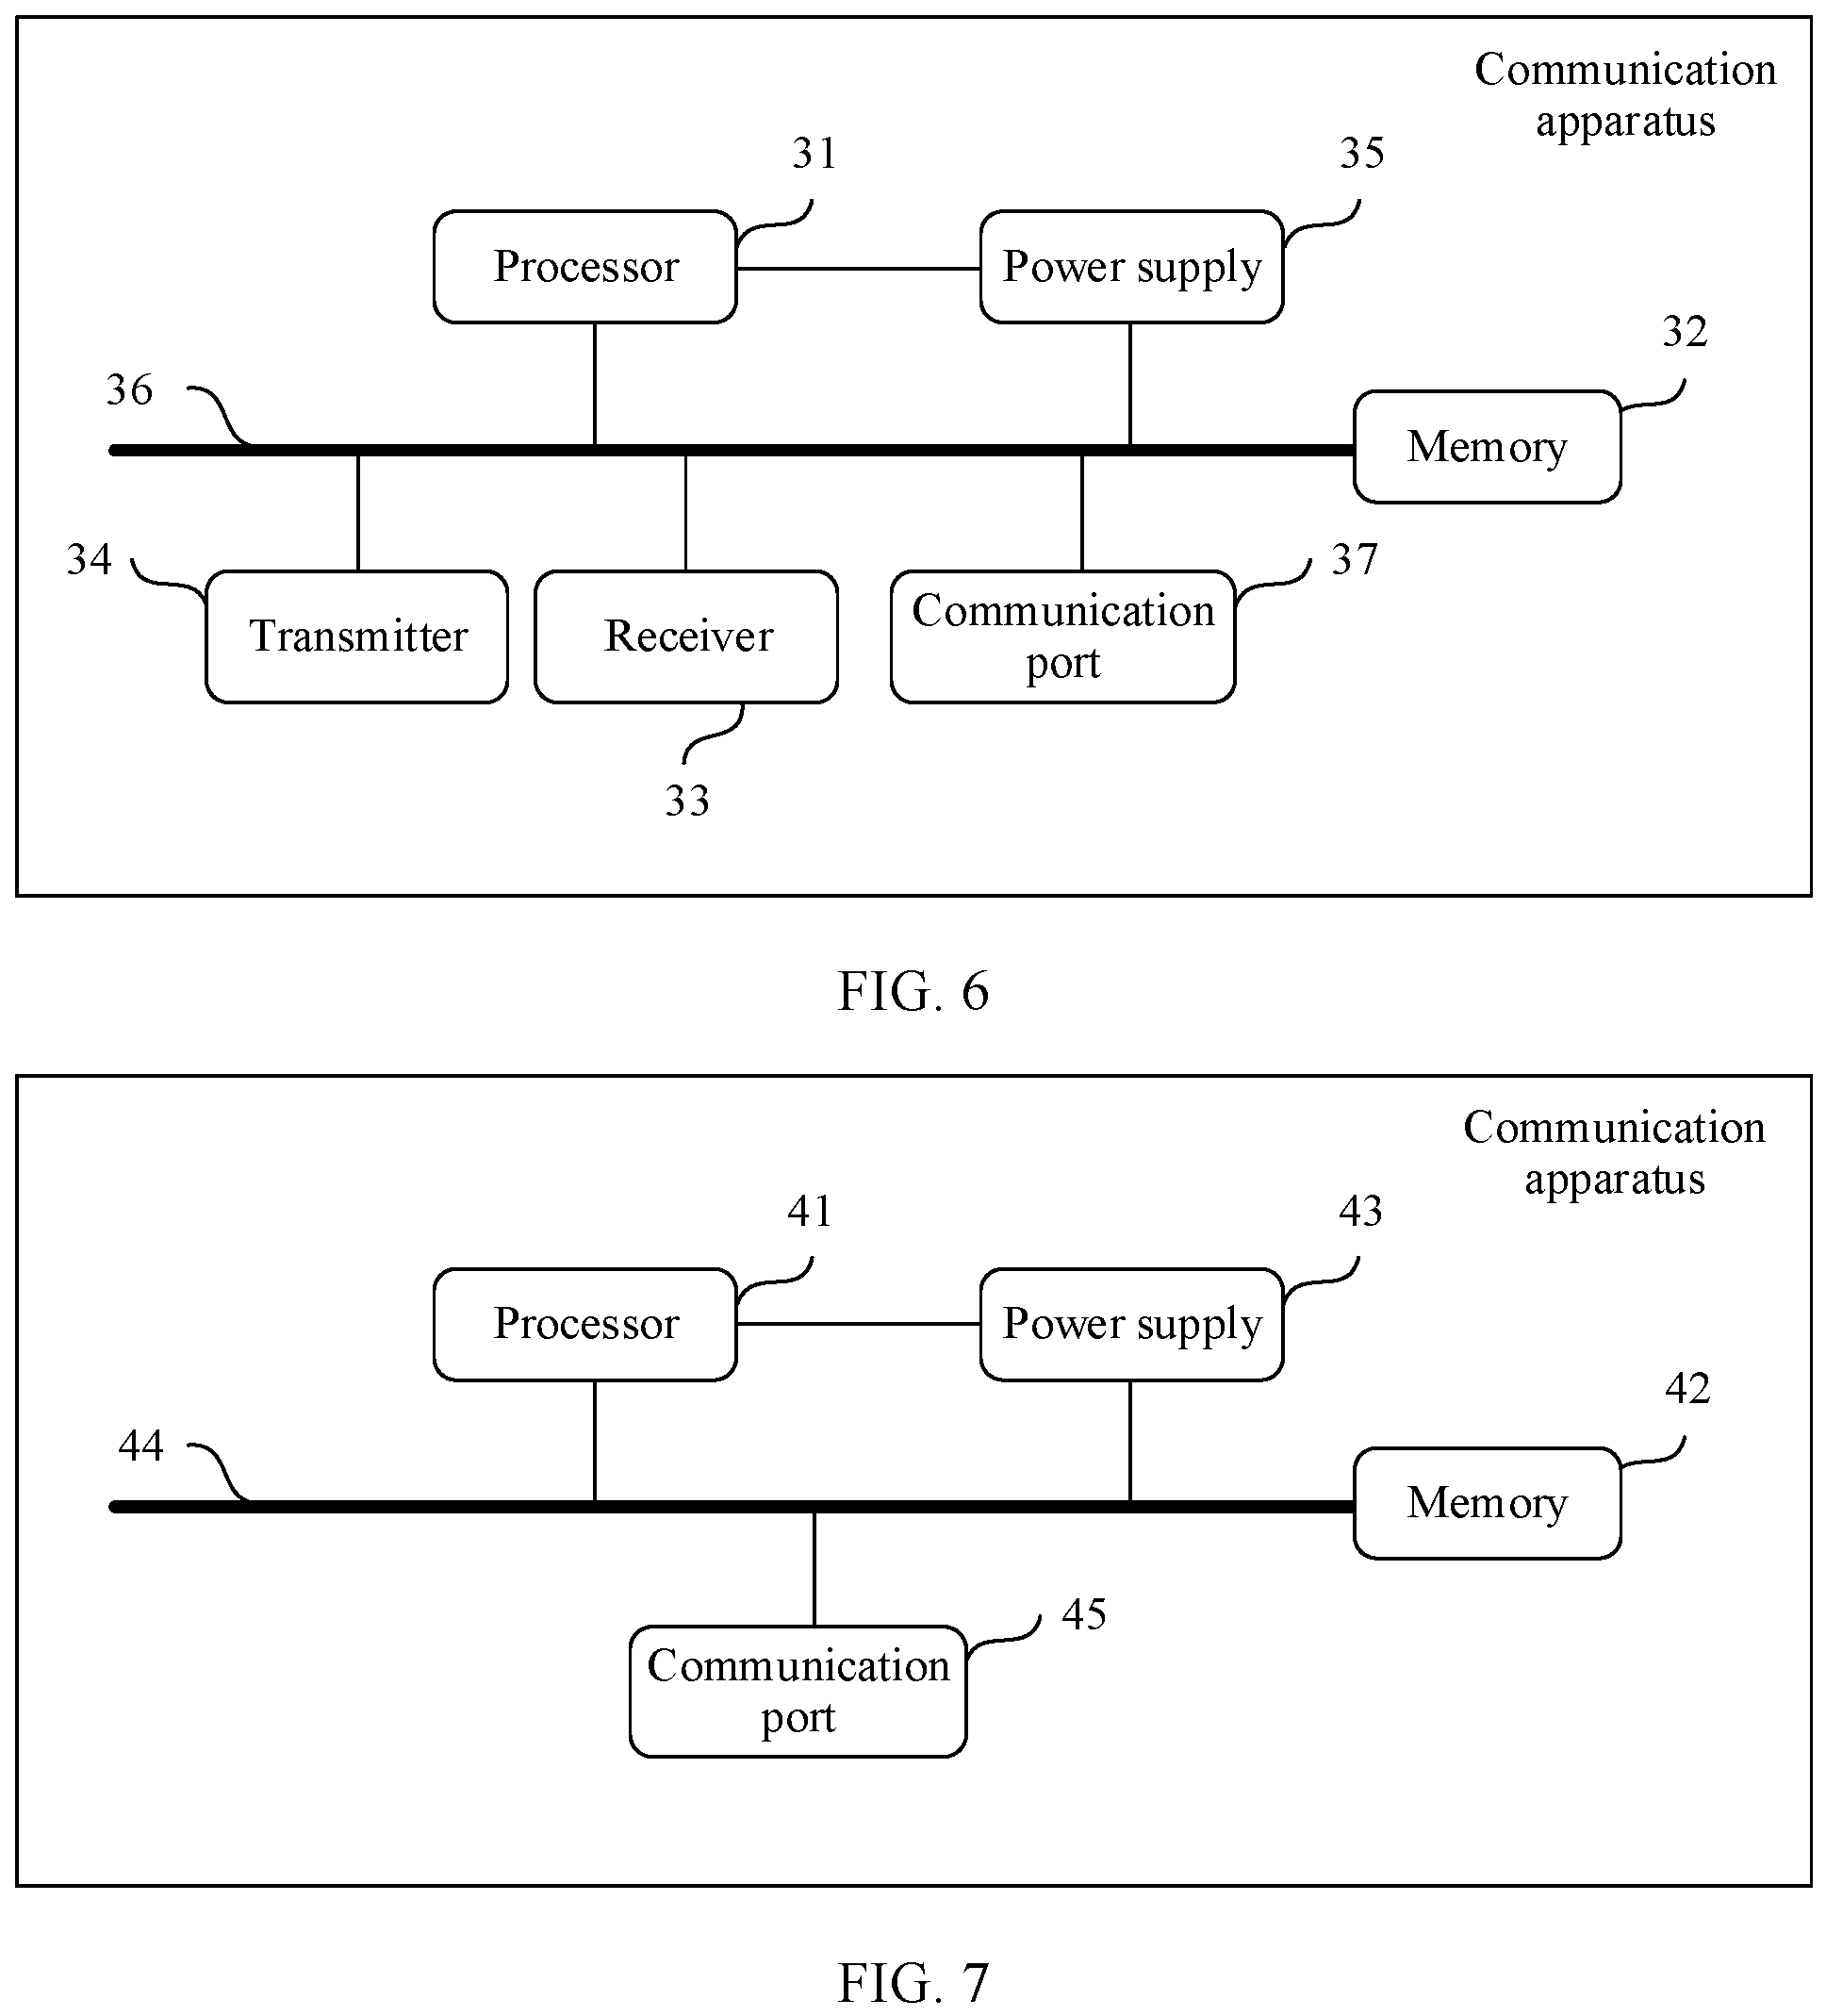 Communication
apparatus
31
35
Processor
Power supply
32
36
Memory
34
37
Transmitter
Receiver
Communication
port
33
FIG. 6
Communication
apparatus
41
43
Processor
Power supply
42
44
Memory
45
Communication
port
FIG. 7